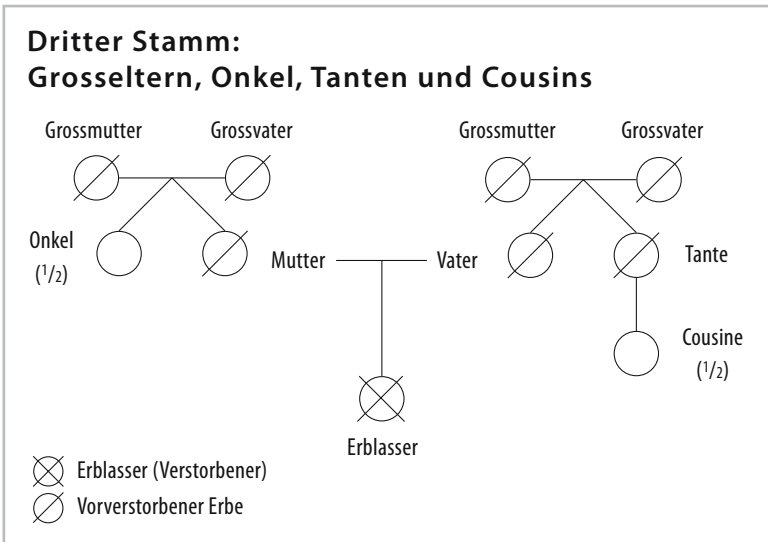 Dritter Stamm:
Grosseltern, Onkel, Tanten und Cousins
Grossmutter Grossvater Grossmutter Grossvater
Onkel
(1/2)
Mutter Vater
Tante
Cousine
(1/2)
Erblasser
Erblasser (Verstorbener)
Vorverstorbener Erbe